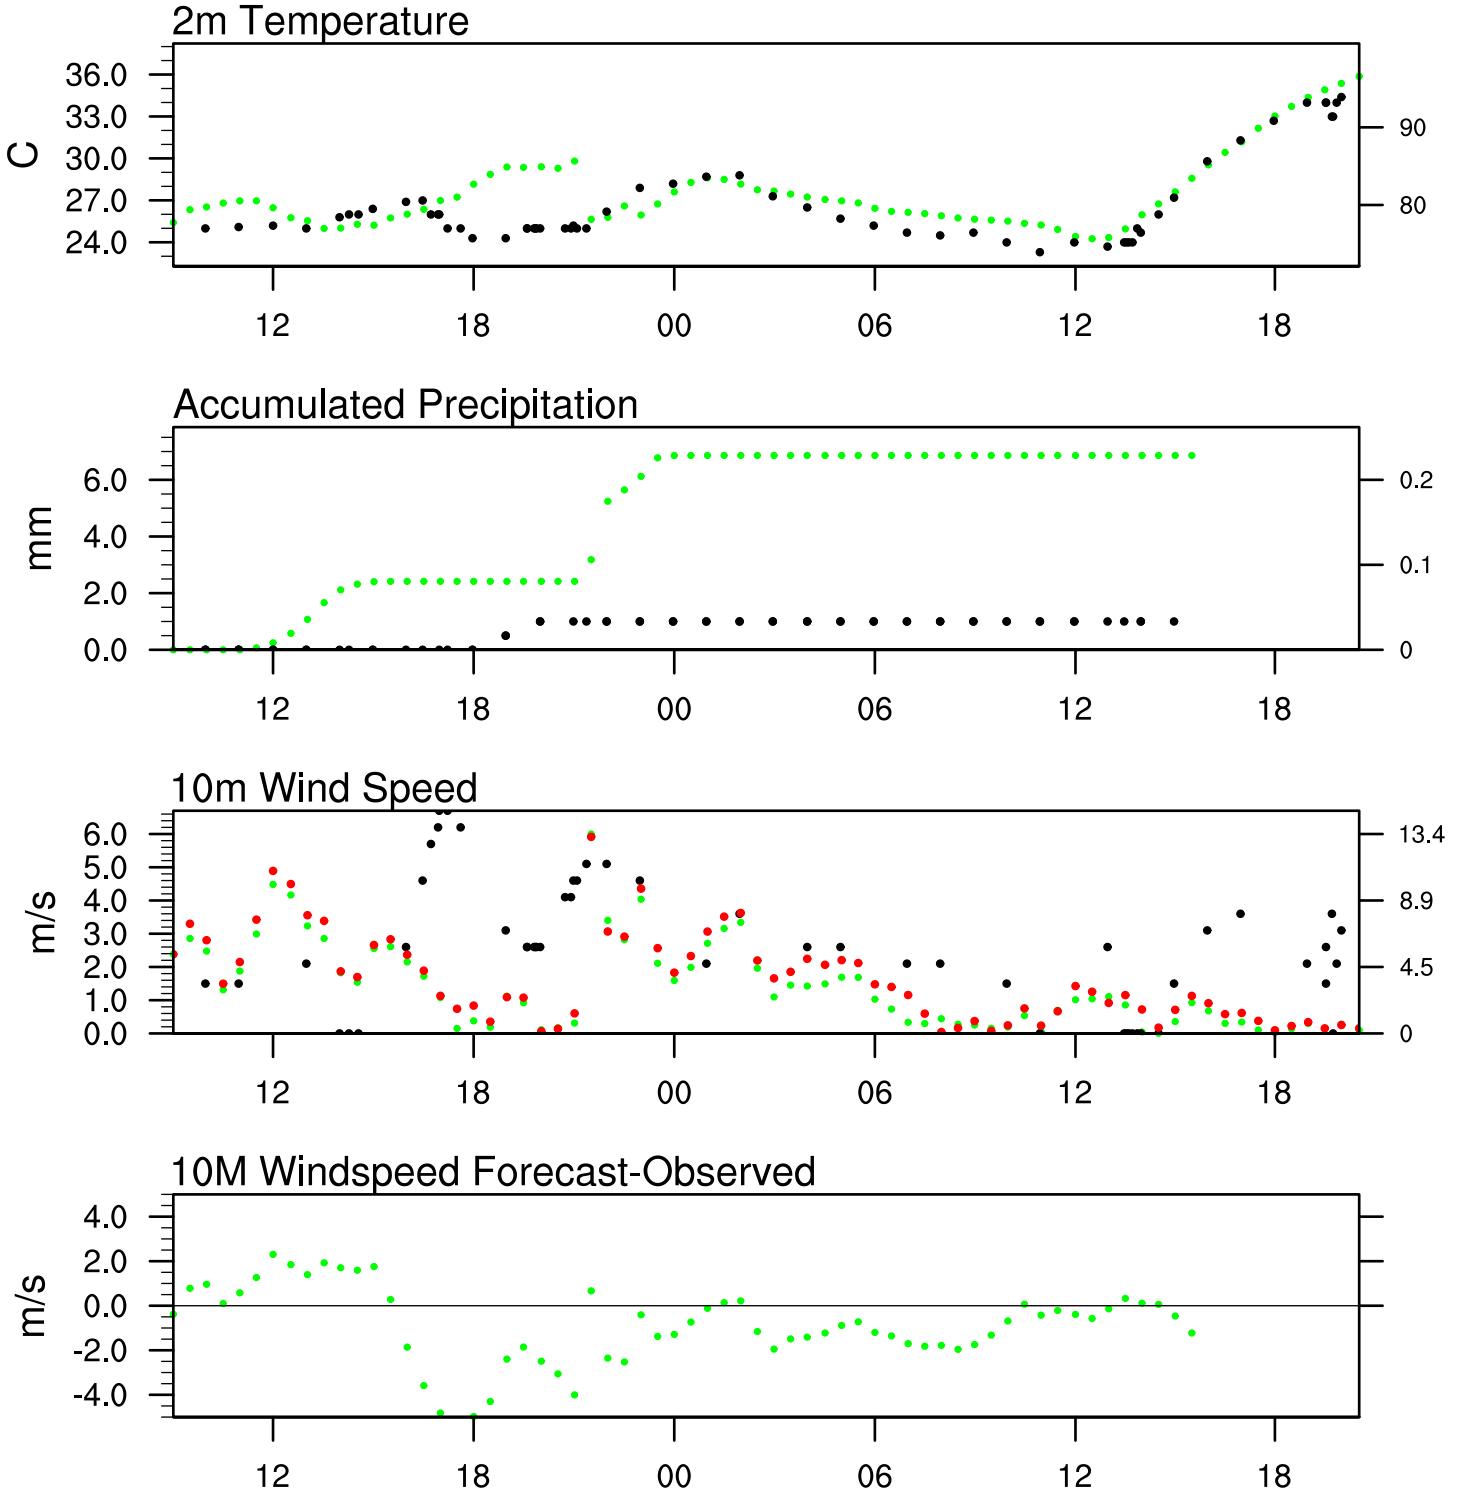 2m Temperature
36.0
33.0
30.0
27.0
24.0
C
90
80
12 18 00 06 12 18
Accumulated Precipitation
6.0
4.0
2.0
0.0
mm
0.2
0.1
0
12 18 00 06 12 18
10m Wind Speed
6.0
5.0
4.0
3.0
2.0
1.0
0.0
m/s
13.4
8.9
4.5
0
12 18 00 06 12 18
10M Windspeed Forecast-Observed
4.0
2.0
0.0
-2.0
-4.0
m/s
12 18 00 06 12 18